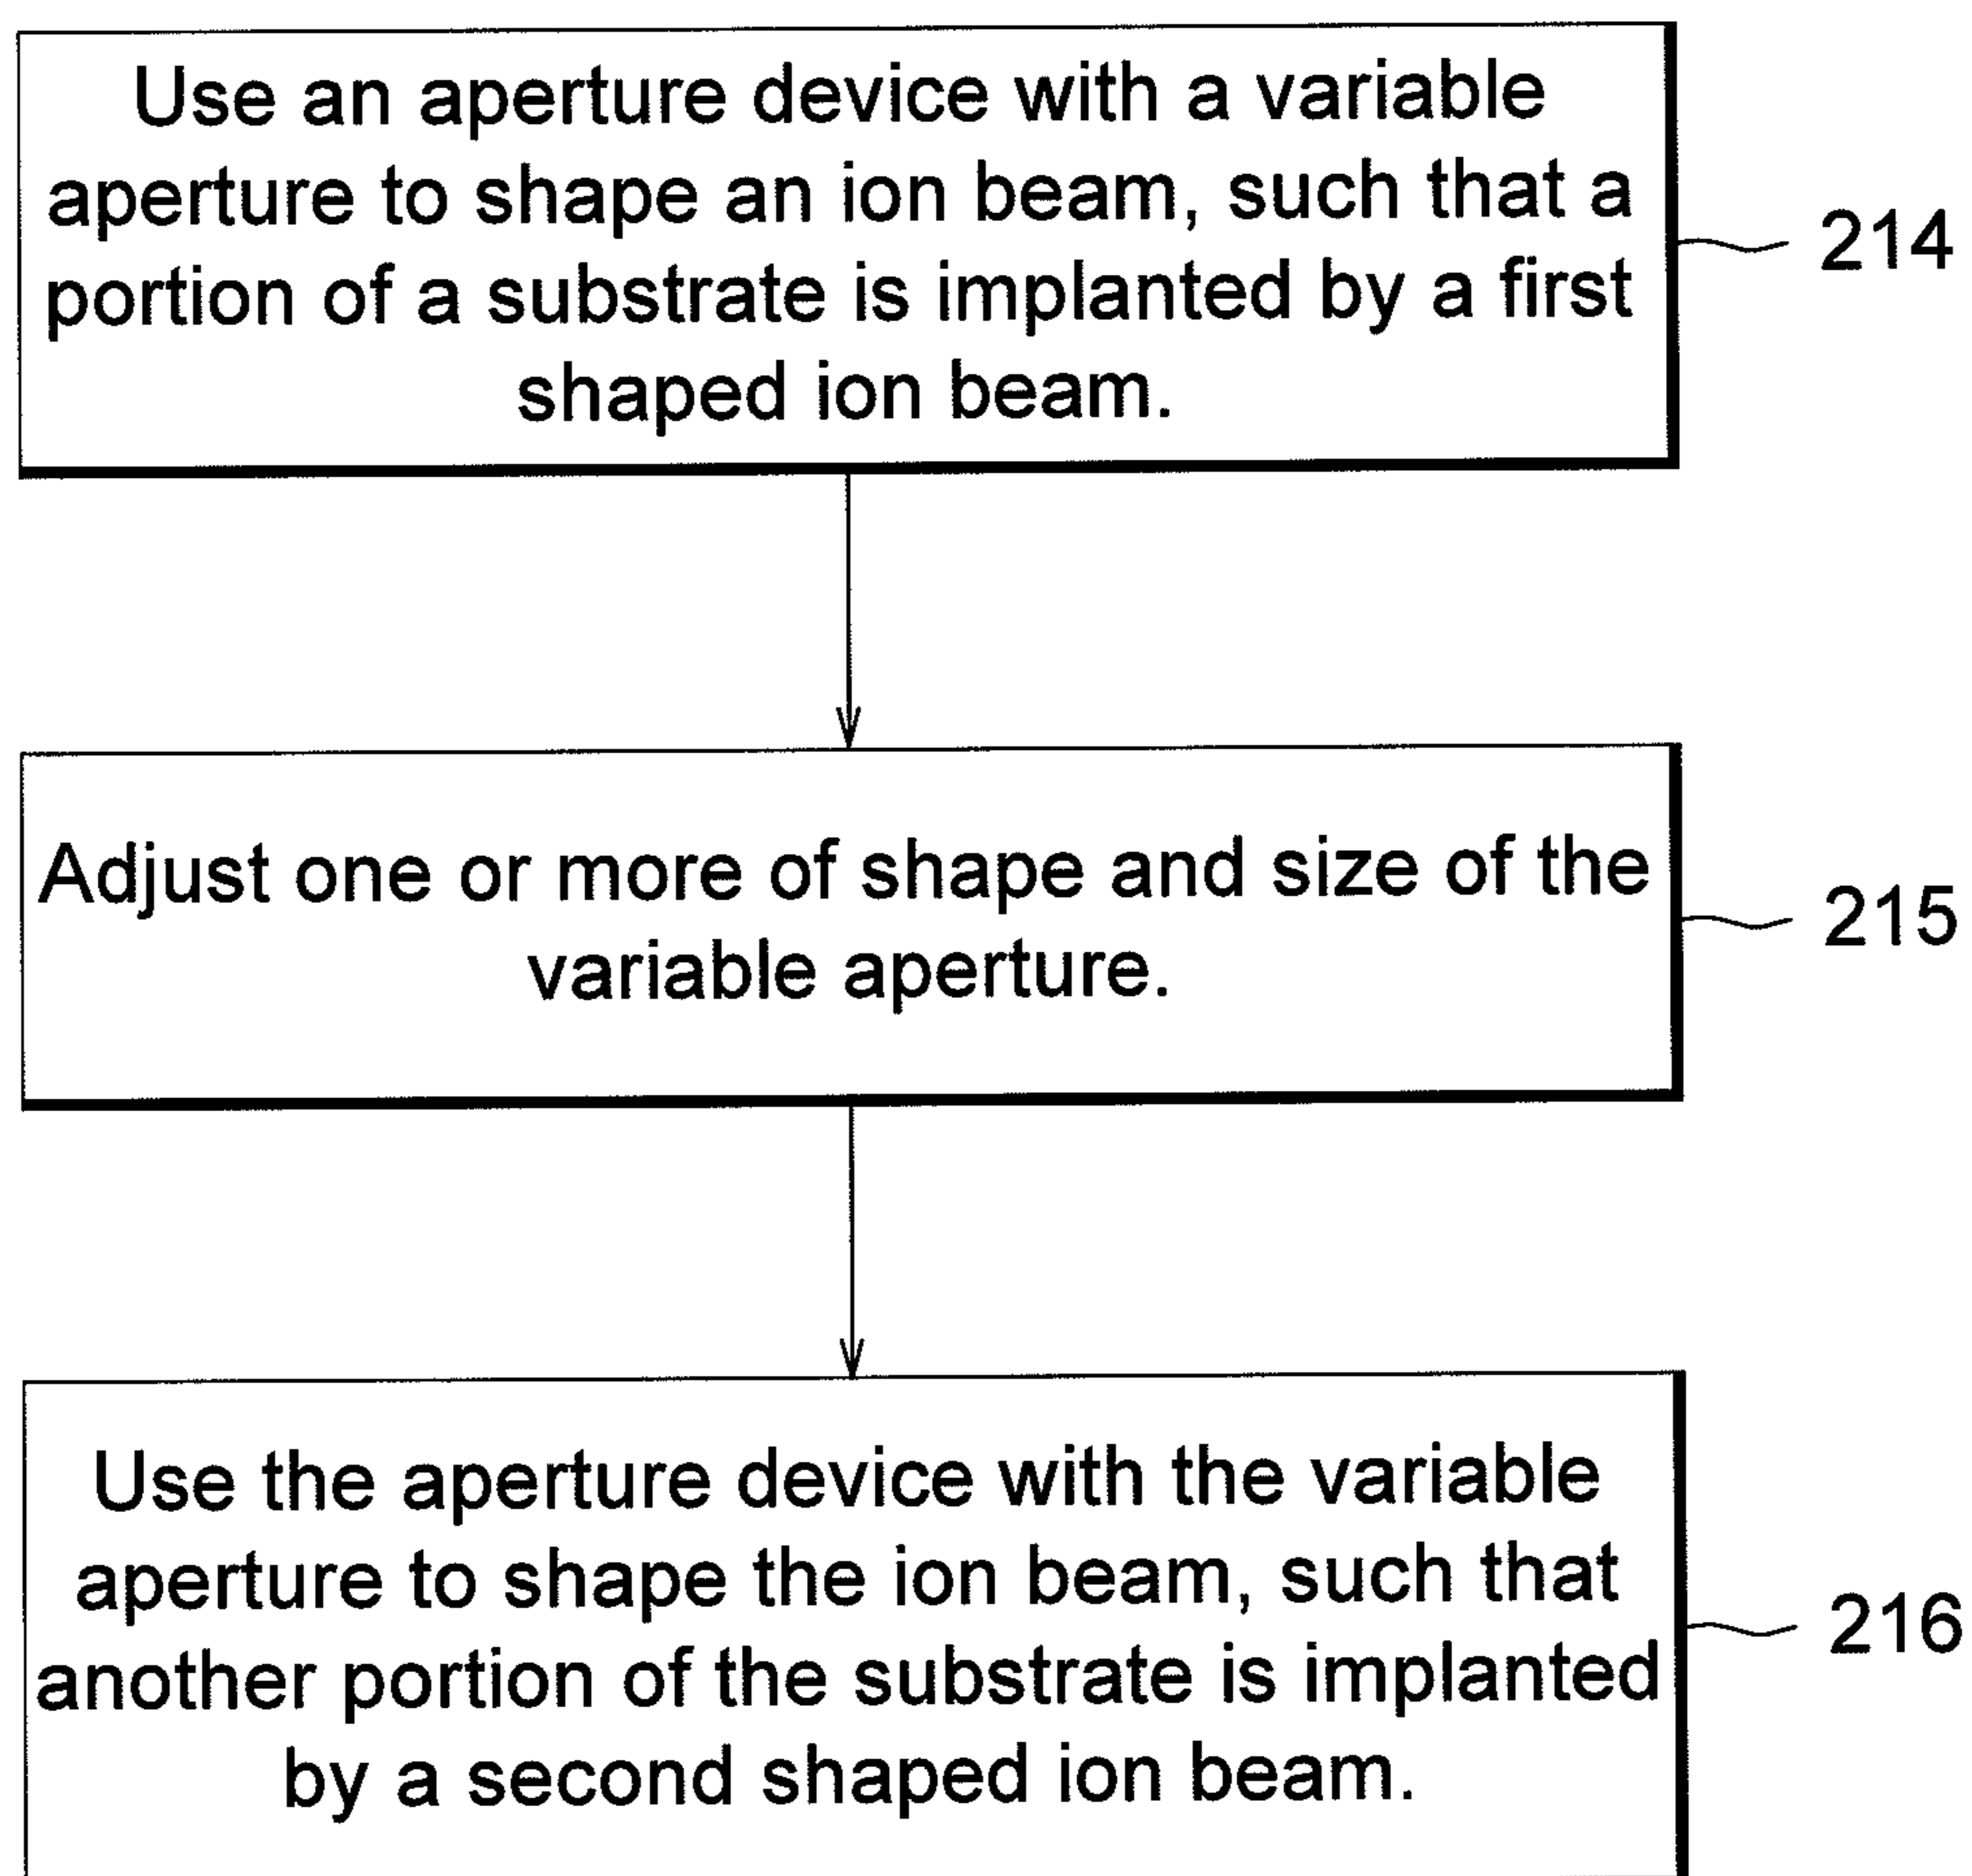 Use an aperture device with a variable
aperture to shape an ion beam, such that a
portion of a substrate is implanted by a first
shaped ion beam.
214
Adjust one or more of shape and size of the
variable aperture.
215
Use the aperture device with the variable
aperture to shape the ion beam, such that
another portion of the substrate is implanted
by a second shaped ion beam.
216